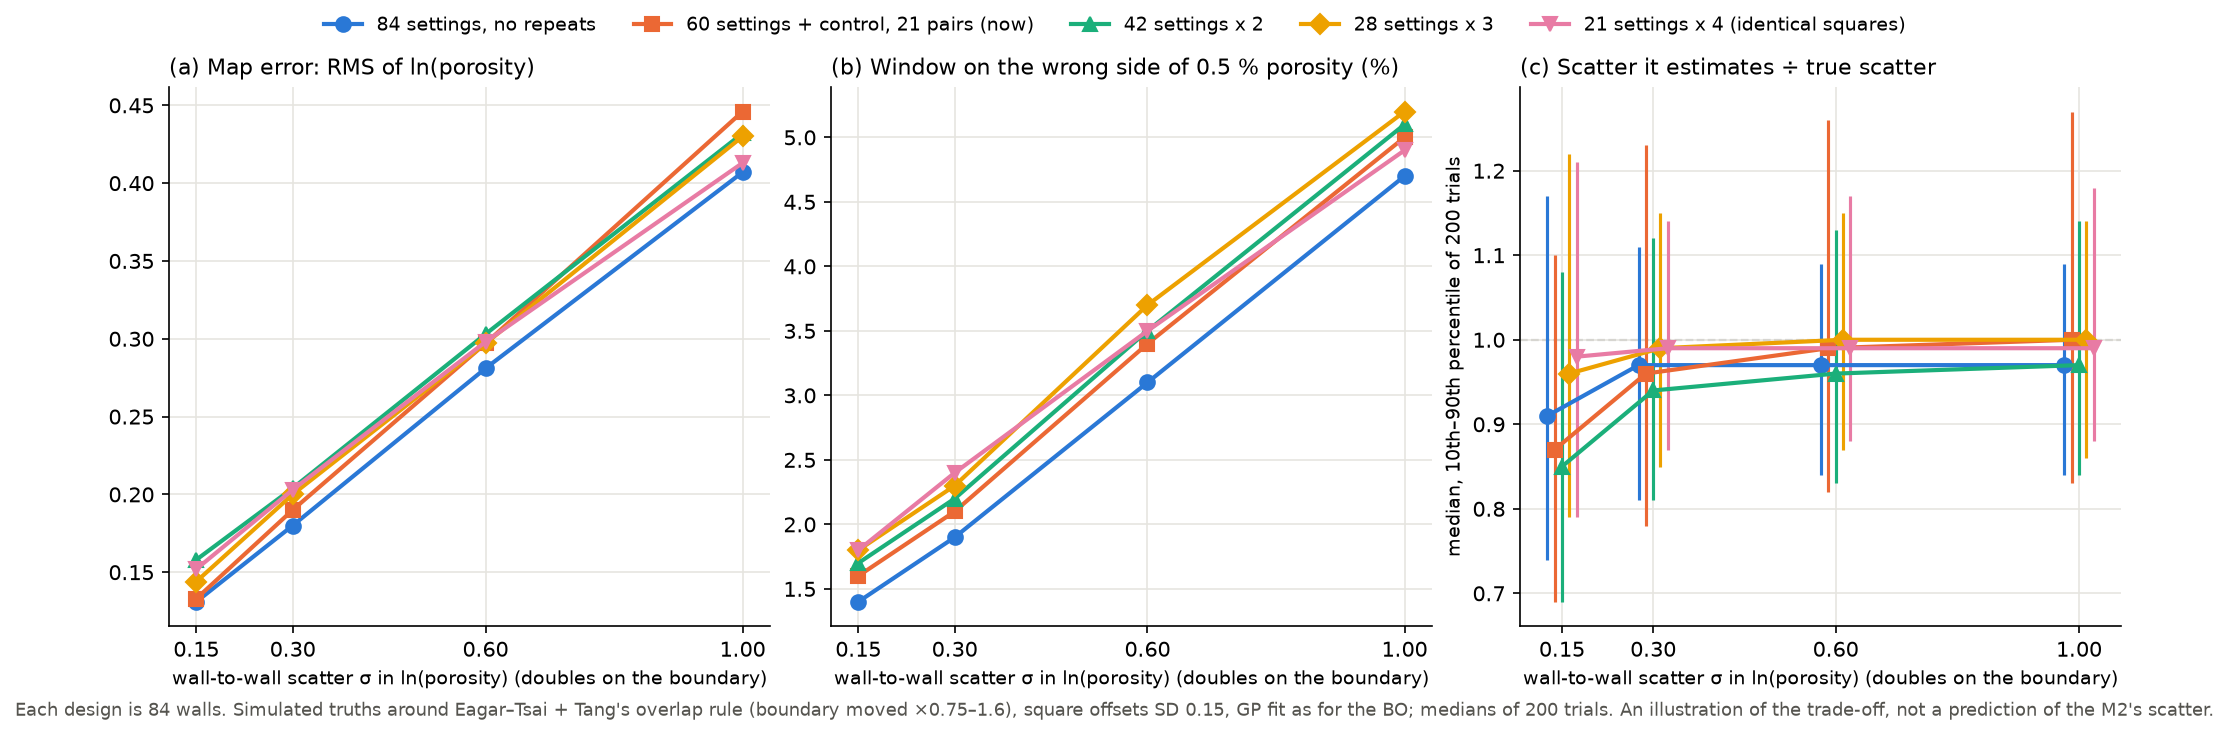 84 settings, no repeats
60 settings + control, 21 pairs (now)
42 settings x 2
28 settings x 3
21 settings x 4 (identical squares)
(a) Map error: RMS of ln(porosity)
0.45
0.40
0.35
0.30
0.25
0.20
0.15
0.15 0.30 0.60 1.00
wall-to-wall scatter σ in ln(porosity) (doubles on the boundary)
(b) Window on the wrong side of 0.5 % porosity (%)
5.0
4.5
4.0
3.5
3.0
2.5
2.0
1.5
0.15 0.30 0.60 1.00
wall-to-wall scatter σ in ln(porosity) (doubles on the boundary)
(c) Scatter it estimates ÷ true scatter
median, 10th–90th percentile of 200 trials
1.2
1.1
1.0
0.9
0.8
0.7
0.15 0.30 0.60 1.00
wall-to-wall scatter σ in ln(porosity) (doubles on the boundary)
Each design is 84 walls. Simulated truths around Eagar–Tsai + Tang's overlap rule (boundary moved ×0.75–1.6), square offsets SD 0.15, GP fit as for the BO; medians of 200 trials. An illustration of the trade-off, not a prediction of the M2's scatter.